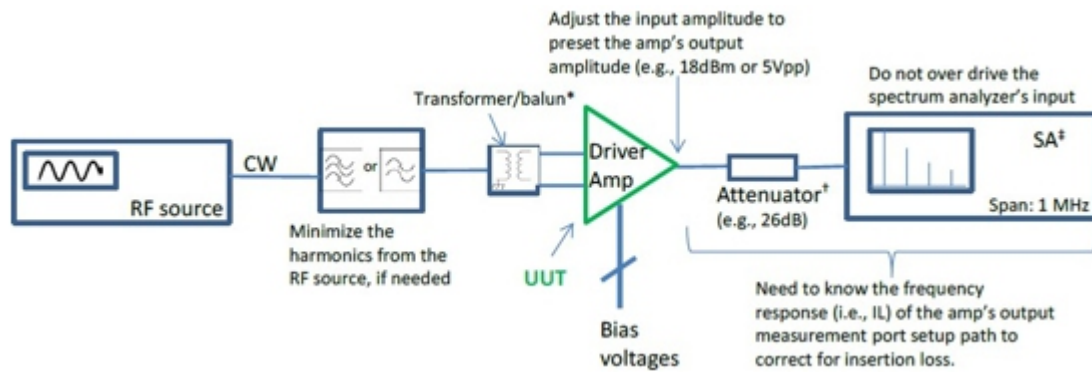 Adjust the input amplitude to
preset the amp's output
amplitude (e.g., 18dBm or 5Vpp)
Do not over drive the
spectrum analyzer's input
Transformer/balun*
SA‡
CW
or
Driver
Amp
RF source
Attenuator†
(e.g., 26dB)
Span: 1 MHz
Minimize the
harmonics from the
RF source, if needed
UUT
Bias
voltages
Need to know the frequency
response (i.e., IL) of the amp's output
measurement port setup path to
correct for insertion loss.